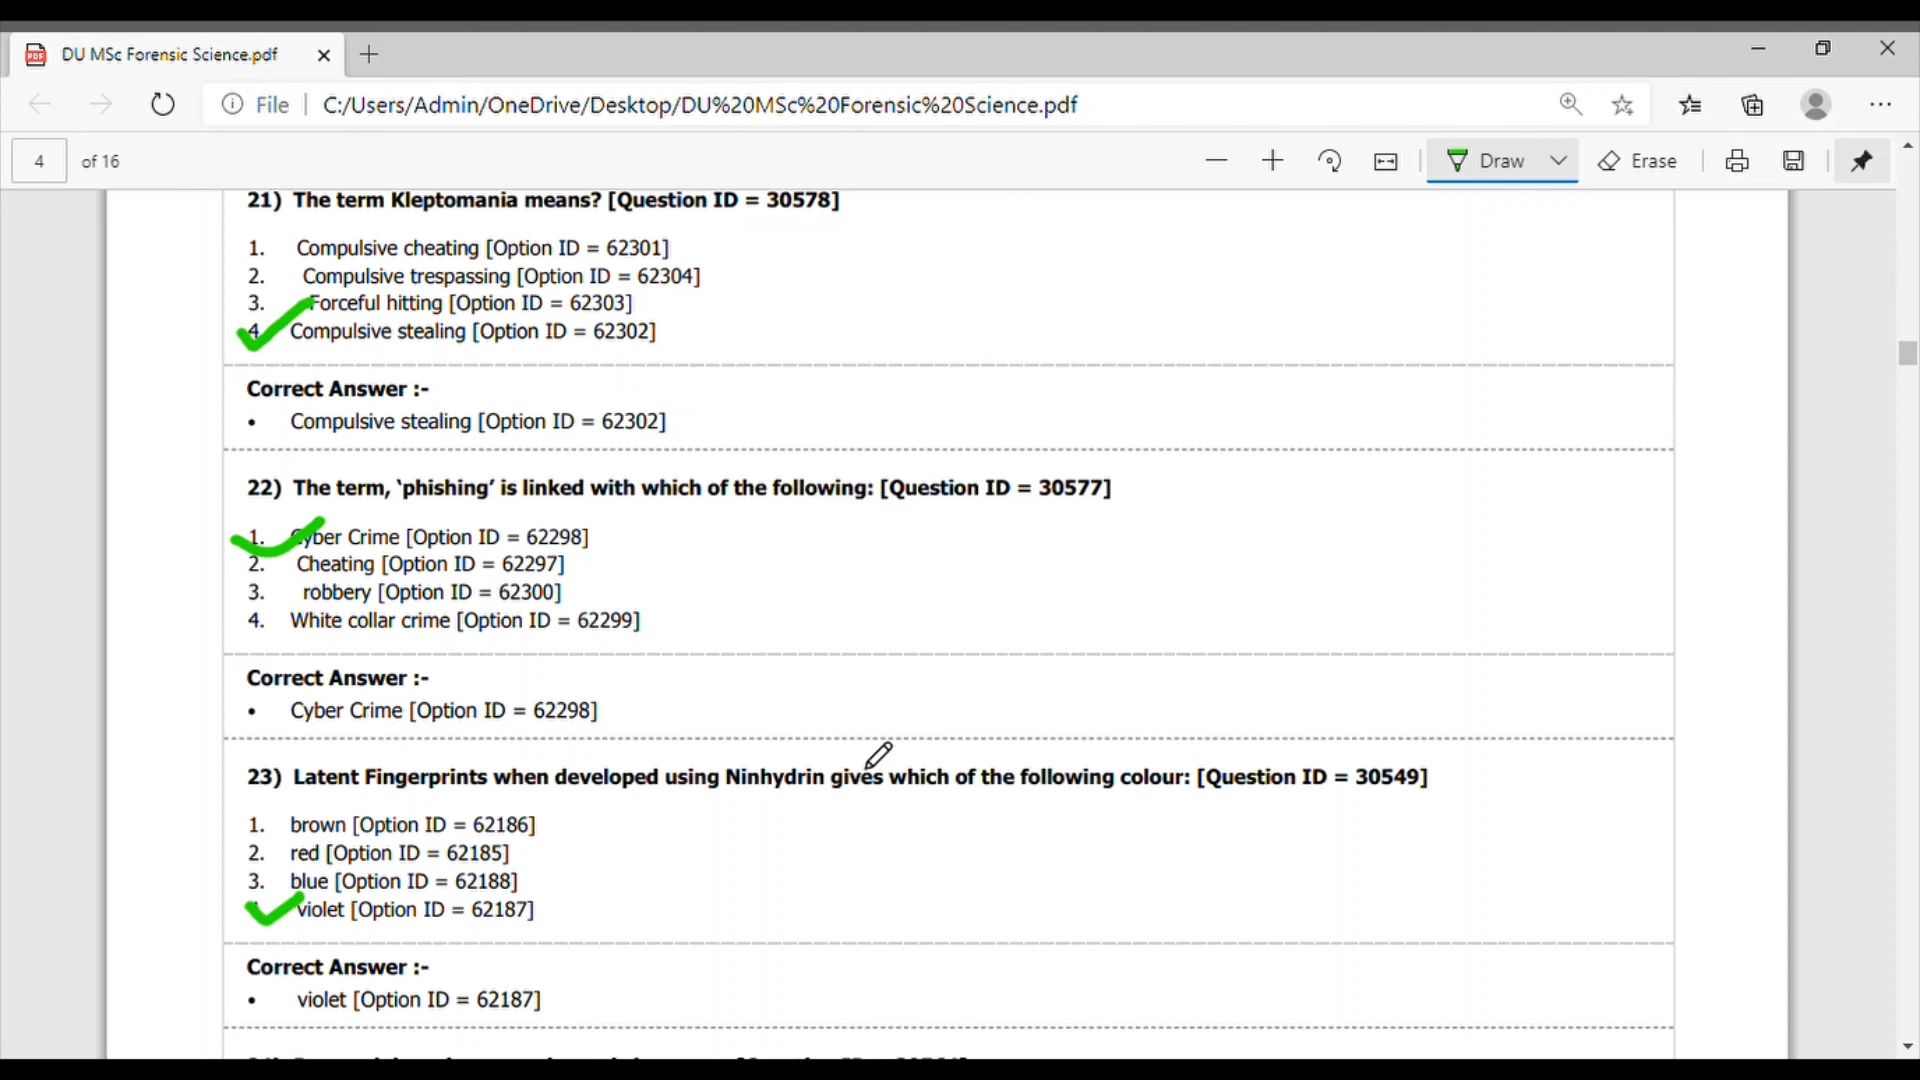 DU MSc Forensic Science.pdf
File C:/Users/Admin/OneDrive/Desktop/DU%20MSc%20Forensic%20Science.pdf
4 of 16 Draw Erase
21) The term Kleptomania means? [Question ID = 30578]
1. Compulsive cheating [Option ID = 62301]
2. Compulsive trespassing [Option ID = 62304]
3. Forceful hitting [Option ID = 62303]
4. Compulsive stealing [Option ID = 62302]
Correct Answer :-
• Compulsive stealing [Option ID = 62302]
22) The term, ‘phishing’ is linked with which of the following: [Question ID = 30577]
1. Cyber Crime [Option ID = 62298]
2. Cheating [Option ID = 62297]
3. robbery [Option ID = 62300]
4. White collar crime [Option ID = 62299]
Correct Answer :-
• Cyber Crime [Option ID = 62298]
23) Latent Fingerprints when developed using Ninhydrin gives which of the following colour: [Question ID = 30549]
1. brown [Option ID = 62186]
2. red [Option ID = 62185]
3. blue [Option ID = 62188]
violet [Option ID = 62187]
Correct Answer :-
• violet [Option ID = 62187]